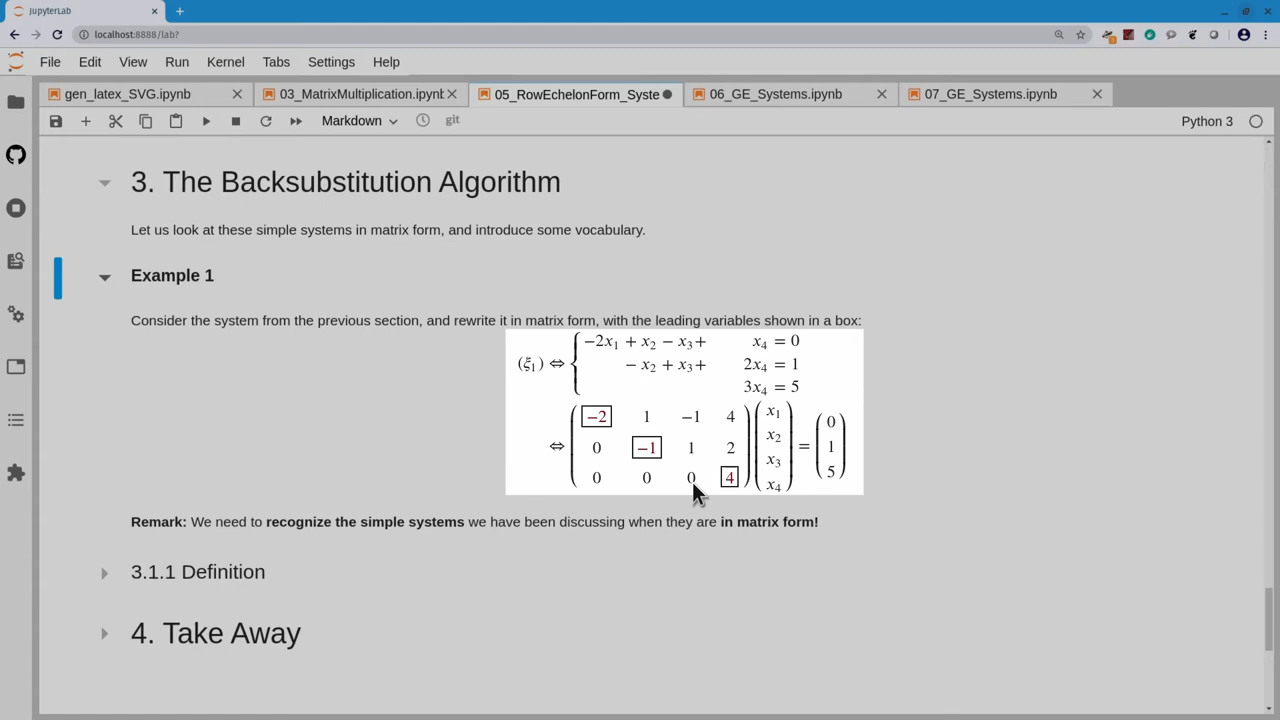 JupyterLab
localhost:8888/lab?
File Edit View Run Kernel Tabs Settings Help
gen_latex_SVG.ipynb 03_MatrixMultiplication.ipynb 05_RowEchelonForm_Syste 06_GE_Systems.ipynb 07_GE_Systems.ipynb
Markdown git Python 3
3. The Backsubstitution Algorithm
Let us look at these simple systems in matrix form, and introduce some vocabulary.
Example 1
Consider the system from the previous section, and rewrite it in matrix form, with the leading variables shown in a box:
−2x₁ + x₂ − x₃+ x₄ = 0
(ξ₁) ⇔ { − x₂ + x₃+ 2x₄ = 1
3x₄ = 5
⇔ ( −2 1 −1 4 ) ( x₁ ) = ( 0 )
0 −1 1 2 x₂ 1
0 0 0 4 x₃ 5
x₄
Remark: We need to recognize the simple systems we have been discussing when they are in matrix form!
3.1.1 Definition
4. Take Away